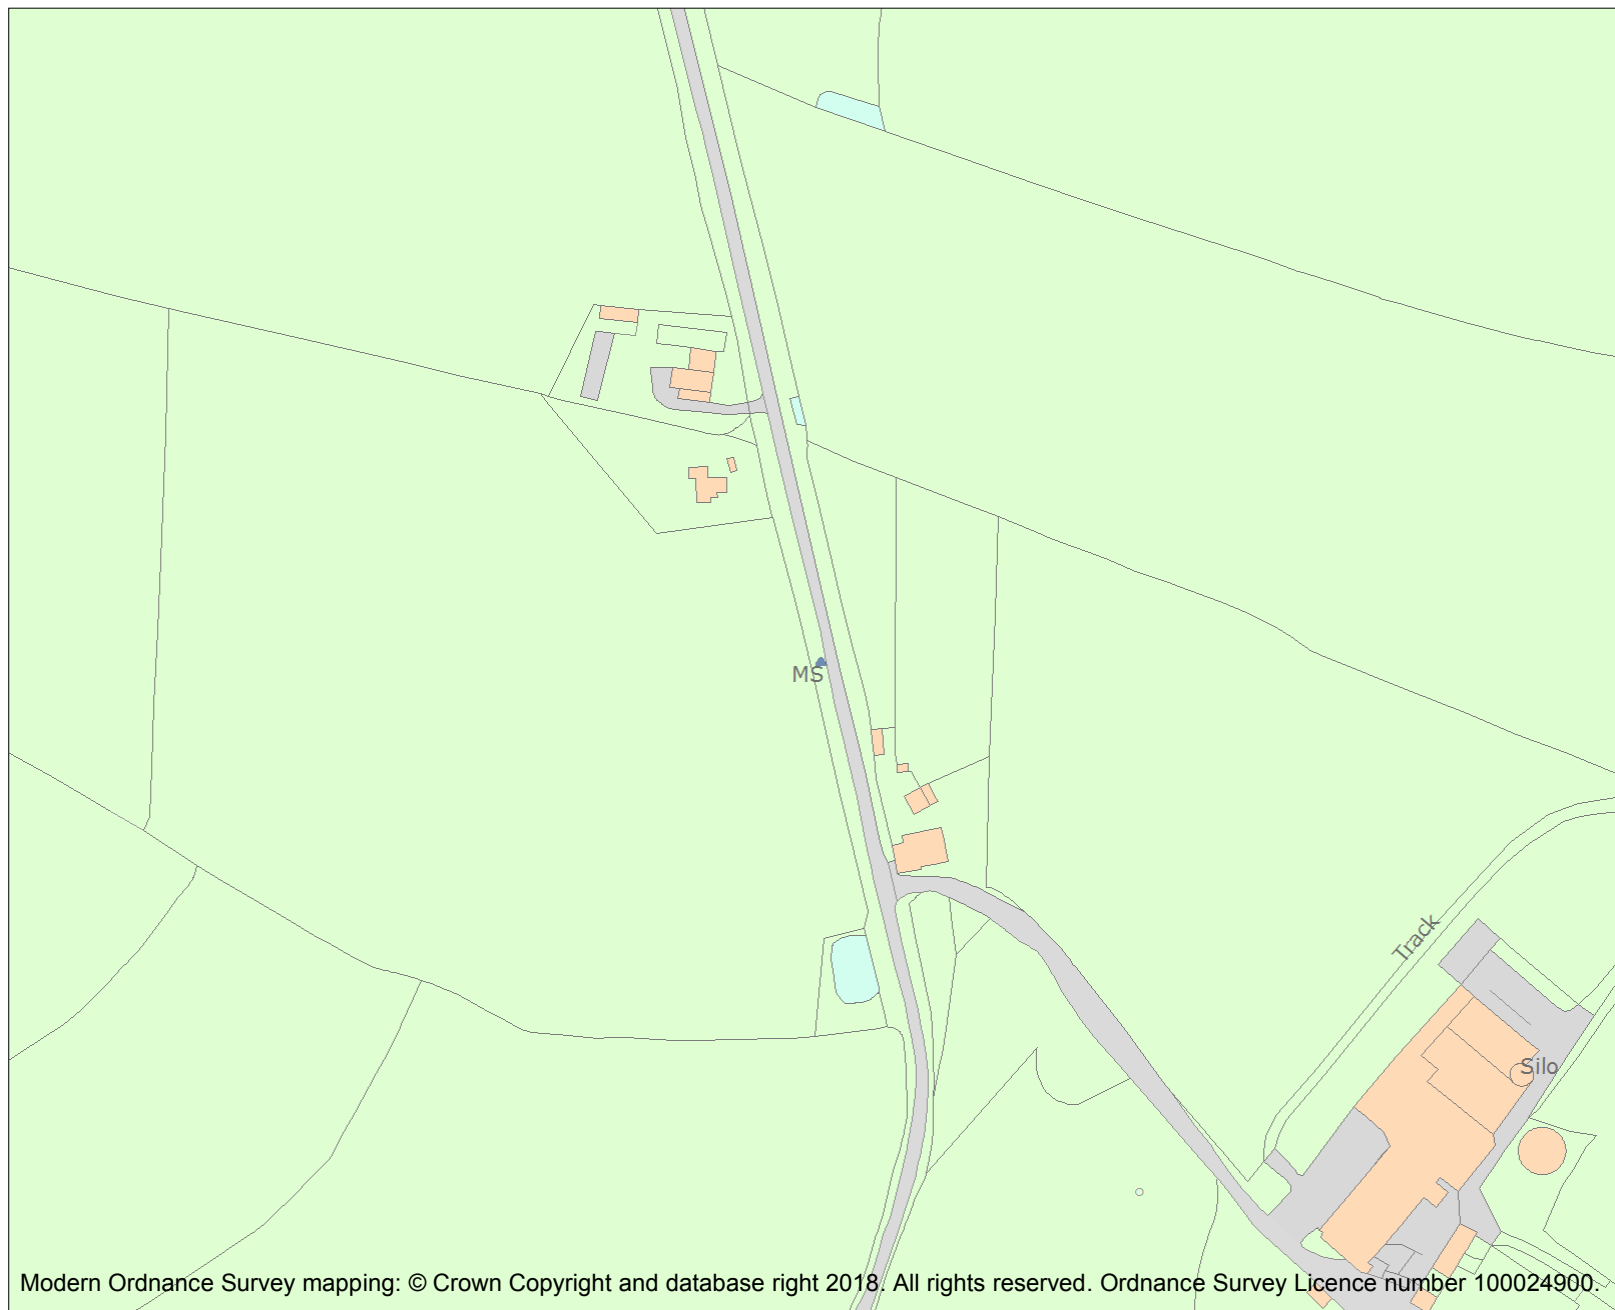 MS
Track
Silo
Modern Ordnance Survey mapping: © Crown Copyright and database right 2018. All rights reserved. Ordnance Survey Licence number 100024900.